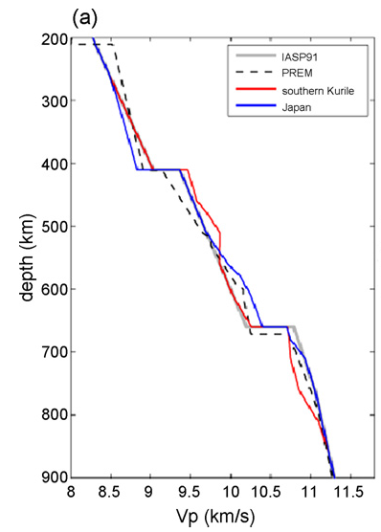 (a)
IASP91
PREM
southern Kurile
Japan
200
300
400
500
600
700
800
900
depth (km)
8 8.5 9 9.5 10 10.5 11 11.5
Vp (km/s)